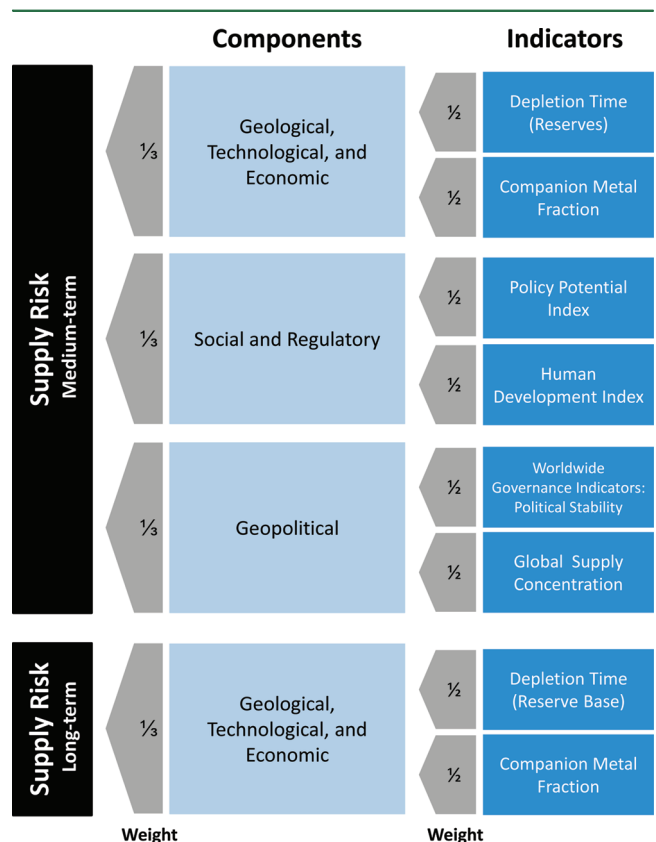 Components
Indicators
Supply Risk
Medium-term
⅓
Geological,
Technological, and
Economic
½
Depletion Time
(Reserves)
½
Companion Metal
Fraction
⅓
Social and Regulatory
½
Policy Potential
Index
½
Human
Development Index
⅓
Geopolitical
½
Worldwide
Governance Indicators:
Political Stability
½
Global Supply
Concentration
Supply Risk
Long-term
⅓
Geological,
Technological, and
Economic
½
Depletion Time
(Reserve Base)
½
Companion Metal
Fraction
Weight
Weight